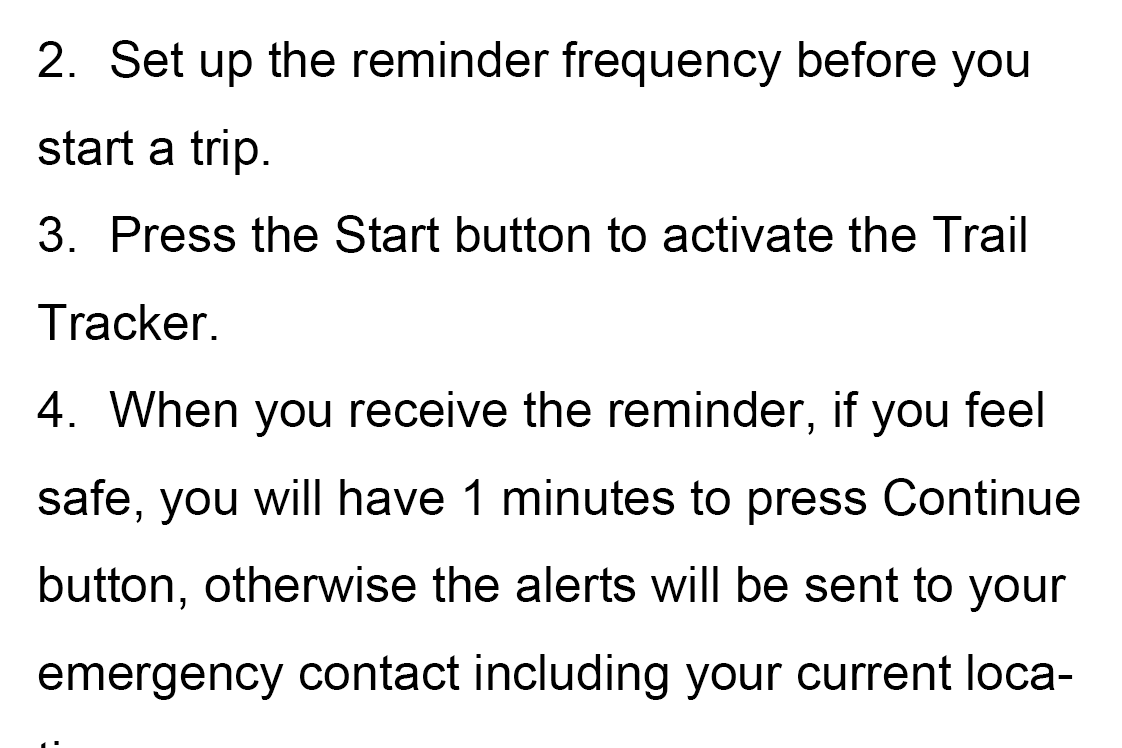 2. Set up the reminder frequency before you
start a trip.
3. Press the Start button to activate the Trail
Tracker.
4. When you receive the reminder, if you feel
safe, you will have 1 minutes to press Continue
button, otherwise the alerts will be sent to your
emergency contact including your current loca-